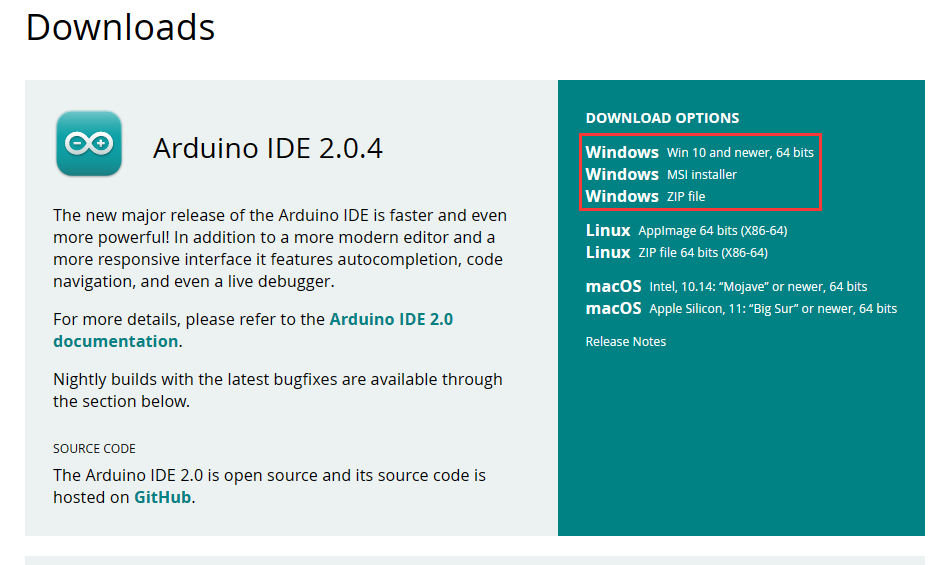 Downloads
Arduino IDE 2.0.4
The new major release of the Arduino IDE is faster and even
more powerful! In addition to a more modern editor and a
more responsive interface it features autocompletion, code
navigation, and even a live debugger.
For more details, please refer to the Arduino IDE 2.0
documentation.
Nightly builds with the latest bugfixes are available through
the section below.
SOURCE CODE
The Arduino IDE 2.0 is open source and its source code is
hosted on GitHub.
DOWNLOAD OPTIONS
Windows Win 10 and newer, 64 bits
Windows MSI installer
Windows ZIP file
Linux AppImage 64 bits (X86-64)
Linux ZIP file 64 bits (X86-64)
macOS Intel, 10.14: “Mojave” or newer, 64 bits
macOS Apple Silicon, 11: “Big Sur” or newer, 64 bits
Release Notes